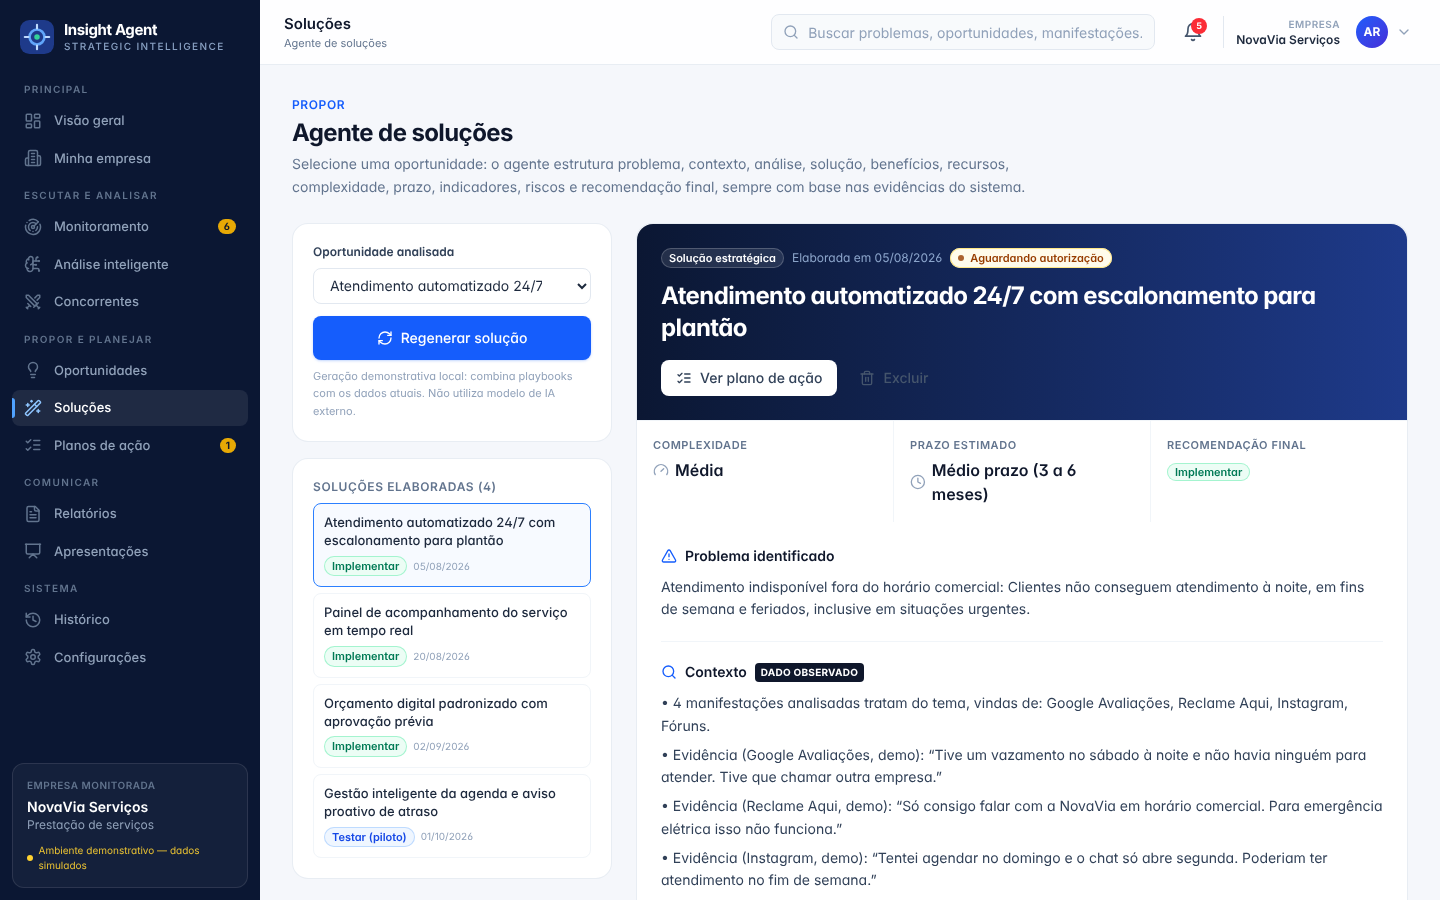 Insight Agent
STRATEGIC INTELLIGENCE
PRINCIPAL
Visão geral
Minha empresa
ESCUTAR E ANALISAR
Monitoramento
6
Análise inteligente
Concorrentes
PROPOR E PLANEJAR
Oportunidades
Soluções
Planos de ação
1
COMUNICAR
Relatórios
Apresentações
SISTEMA
Histórico
Configurações
EMPRESA MONITORADA
NovaVia Serviços
Prestação de serviços
Ambiente demonstrativo — dados
simulados
Soluções
Agente de soluções
Buscar problemas, oportunidades, manifestações.
5
EMPRESA
NovaVia Serviços
AR
PROPOR
Agente de soluções
Selecione uma oportunidade: o agente estrutura problema, contexto, análise, solução, benefícios, recursos,
complexidade, prazo, indicadores, riscos e recomendação final, sempre com base nas evidências do sistema.
Oportunidade analisada
Atendimento automatizado 24/7
Regenerar solução
Geração demonstrativa local: combina playbooks
com os dados atuais. Não utiliza modelo de IA
externo.
SOLUÇÕES ELABORADAS (4)
Atendimento automatizado 24/7 com
escalonamento para plantão
Implementar 05/08/2026
Painel de acompanhamento do serviço
em tempo real
Implementar 20/08/2026
Orçamento digital padronizado com
aprovação prévia
Implementar 02/09/2026
Gestão inteligente da agenda e aviso
proativo de atraso
Testar (piloto) 01/10/2026
Solução estratégica Elaborada em 05/08/2026 Aguardando autorização
Atendimento automatizado 24/7 com escalonamento para
plantão
Ver plano de ação
Excluir
COMPLEXIDADE
Média
PRAZO ESTIMADO
Médio prazo (3 a 6
meses)
RECOMENDAÇÃO FINAL
Implementar
Problema identificado
Atendimento indisponível fora do horário comercial: Clientes não conseguem atendimento à noite, em fins
de semana e feriados, inclusive em situações urgentes.
Contexto DADO OBSERVADO
• 4 manifestações analisadas tratam do tema, vindas de: Google Avaliações, Reclame Aqui, Instagram,
Fóruns.
• Evidência (Google Avaliações, demo): “Tive um vazamento no sábado à noite e não havia ninguém para
atender. Tive que chamar outra empresa.”
• Evidência (Reclame Aqui, demo): “Só consigo falar com a NovaVia em horário comercial. Para emergência
elétrica isso não funciona.”
• Evidência (Instagram, demo): “Tentei agendar no domingo e o chat só abre segunda. Poderiam ter
atendimento no fim de semana.”